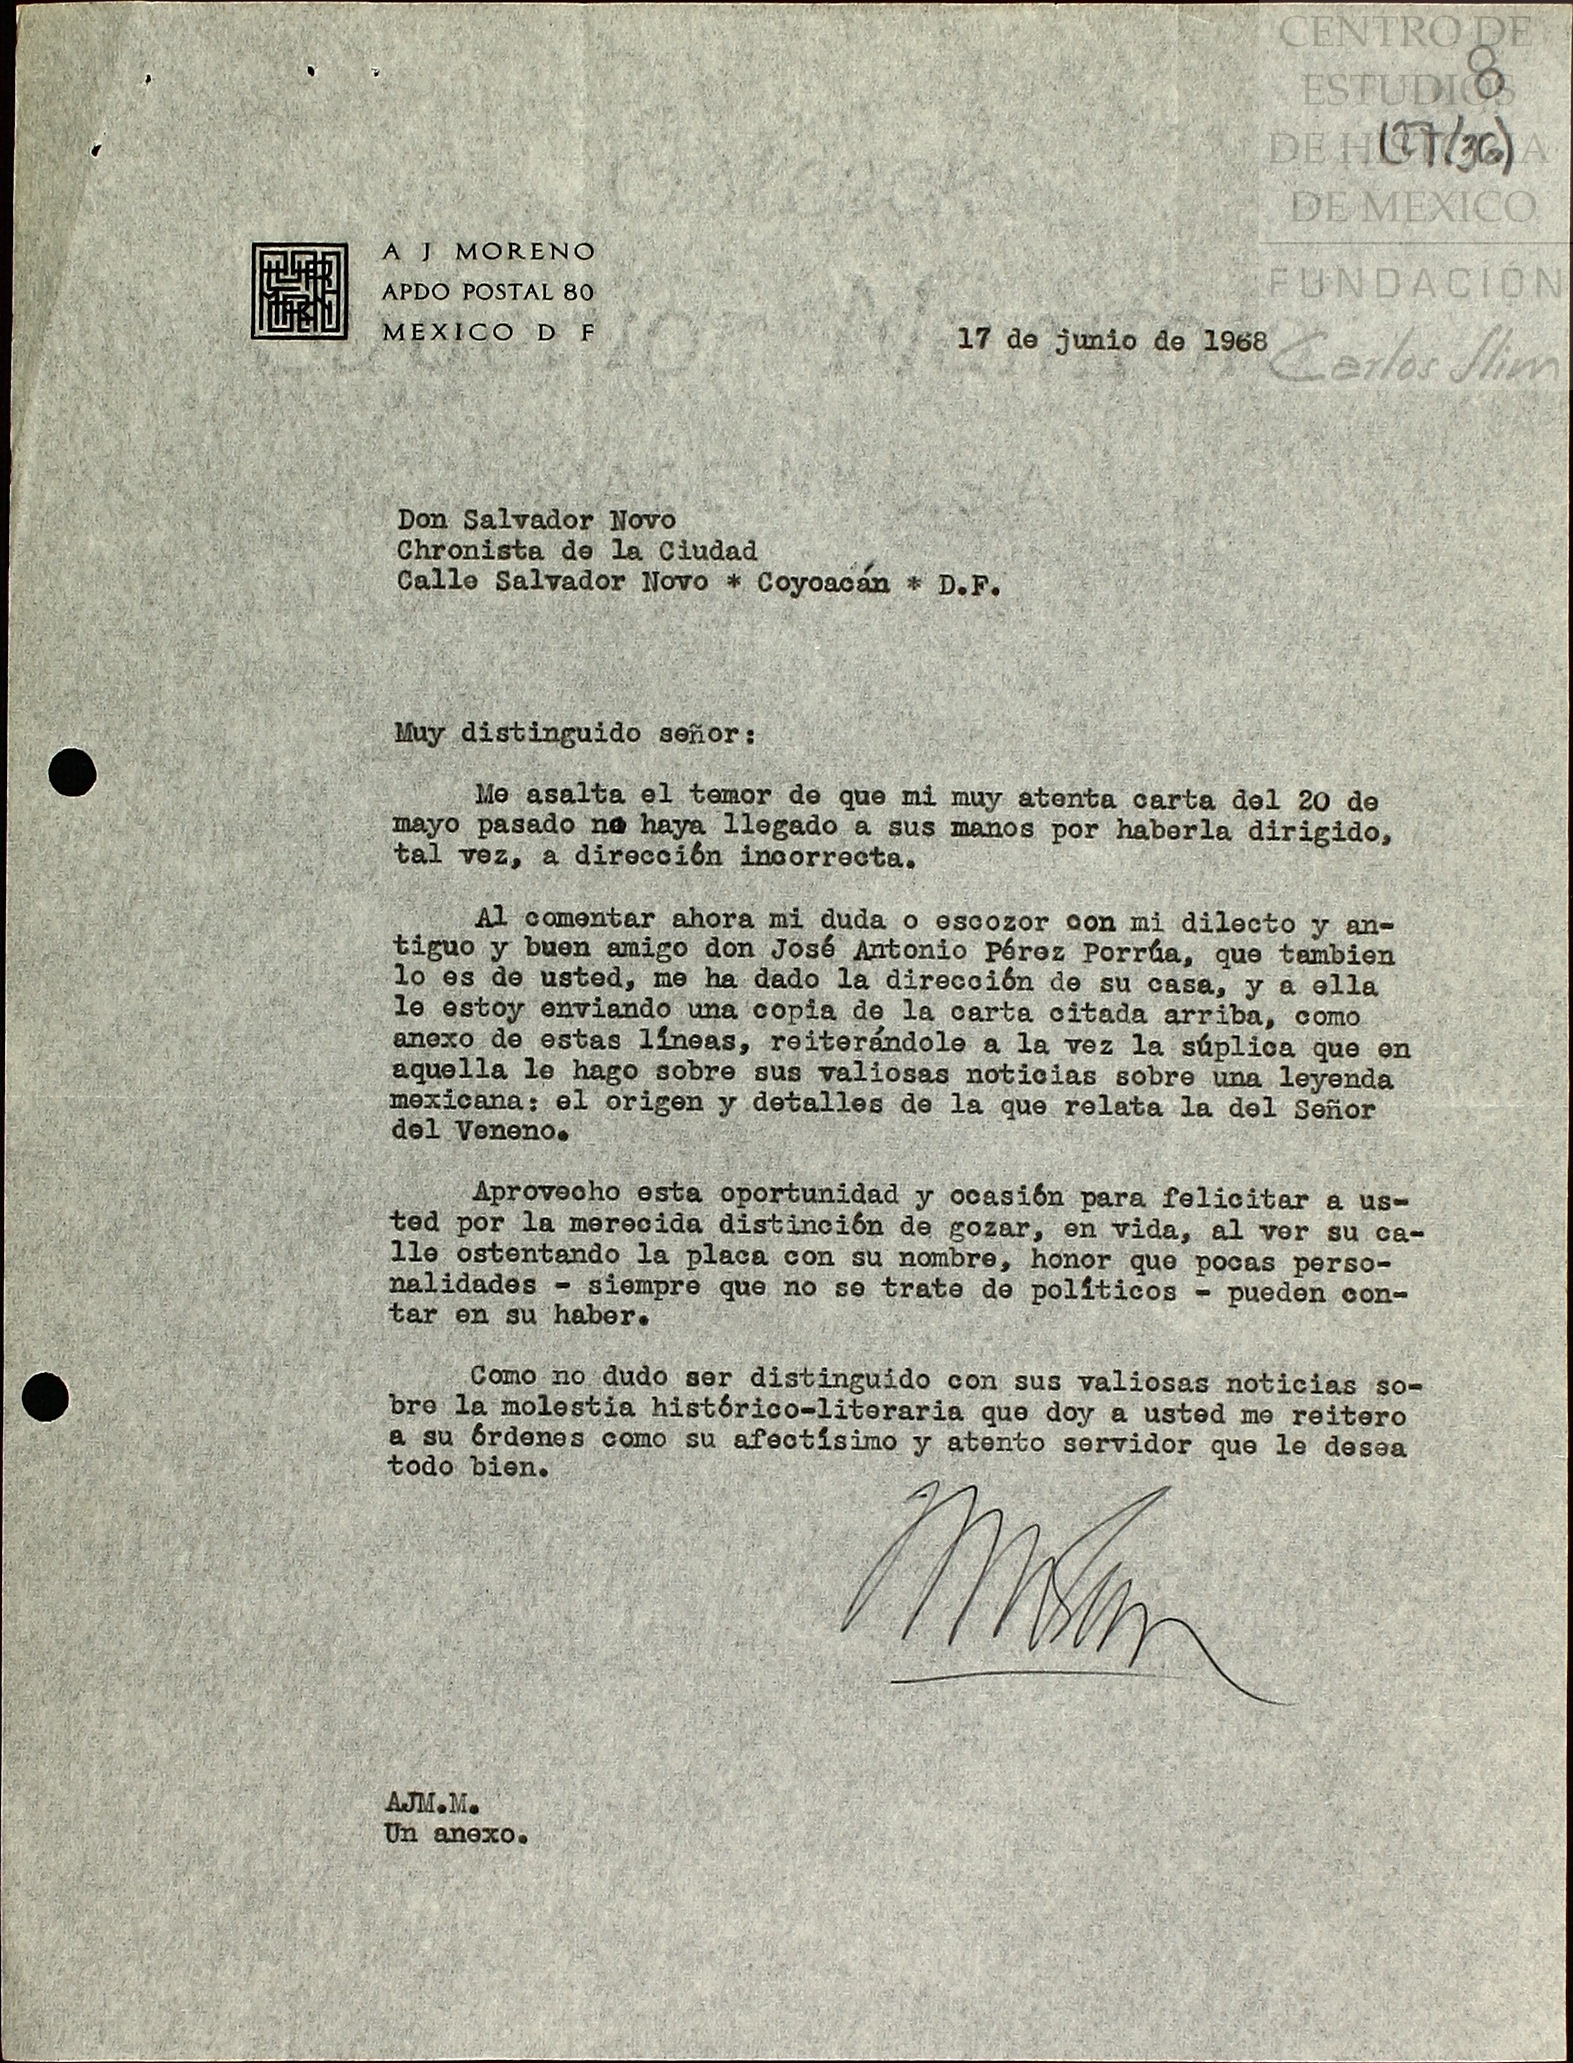 CENTRO DE
ESTUDIOS
DE HISTORIA
DE MEXICO
FUNDACIÓN
Carlos Slim
8
A J MORENO
APDO POSTAL 80
MEXICO D F
17 de junio de 1968
Don Salvador Novo
Chronista de la Ciudad
Calle Salvador Novo * Coyoacán * D.F.
Muy distinguido señor:
Me asalta el temor de que mi muy atenta carta del 20 de
mayo pasado no haya llegado a sus manos por haberla dirigido,
tal vez, a dirección incorrecta.
Al comentar ahora mi duda o escozor con mi dilecto y an-
tiguo y buen amigo don José Antonio Pérez Porrúa, que tambien
lo es de usted, me ha dado la dirección de su casa, y a ella
le estoy enviando una copia de la carta citada arriba, como
anexo de estas líneas, reiterándole a la vez la súplica que en
aquella le hago sobre sus valiosas noticias sobre una leyenda
mexicana: el origen y detalles de la que relata la del Señor
del Veneno.
Aprovecho esta oportunidad y ocasión para felicitar a us-
ted por la merecida distinción de gozar, en vida, al ver su ca-
lle ostentando la placa con su nombre, honor que pocas perso-
nalidades - siempre que no se trate de políticos - pueden con-
tar en su haber.
Como no dudo ser distinguido con sus valiosas noticias so-
bre la molestia histórico-literaria que doy a usted me reitero
a su órdenes como su afectísimo y atento servidor que le desea
todo bien.
AJM.M.
Un anexo.